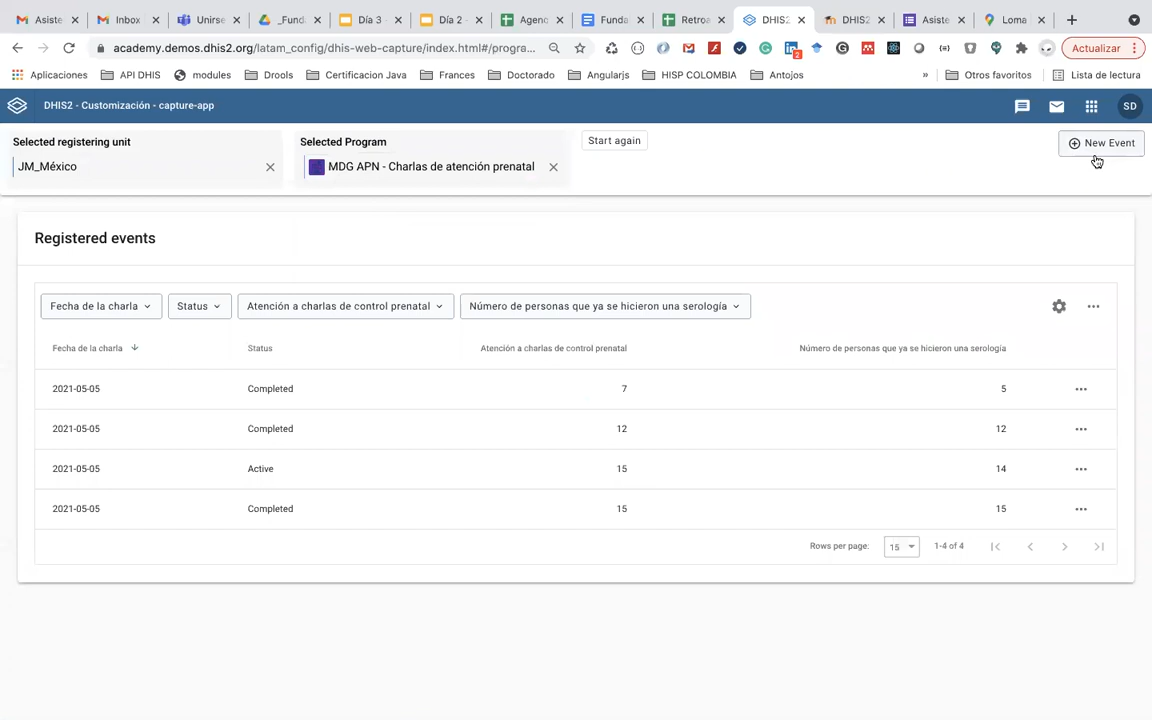 Asiste
Inbox
Univers
_Fund
Día 3 -
Día 2 -
Agenc
Funda
Retroa
DHIS2
DHIS2
Asiste
Loma
academy.demos.dhis2.org/latam_config/dhis-web-capture/index.html#/progra...
2
Actualizar
Aplicaciones
API DHIS
modules
Drools
Certificacion Java
Frances
Doctorado
Angularjs
HISP COLOMBIA
Antojos
»
Otros favoritos
Lista de lectura
DHIS2 - Customización - capture-app
SD
Selected registering unit
Selected Program
Start again
New Event
JM_México
MDG APN - Charlas de atención prenatal
Registered events
Fecha de la charla
Status
Atención a charlas de control prenatal
Número de personas que ya se hicieron una serología
Fecha de la charla Status Atención a charlas de control prenatal Número de personas que ya se hicieron una serología
2021-05-05 Completed 7 5
2021-05-05 Completed 12 12
2021-05-05 Active 15 14
2021-05-05 Completed 15 15
Rows per page: 15 1-4 of 4